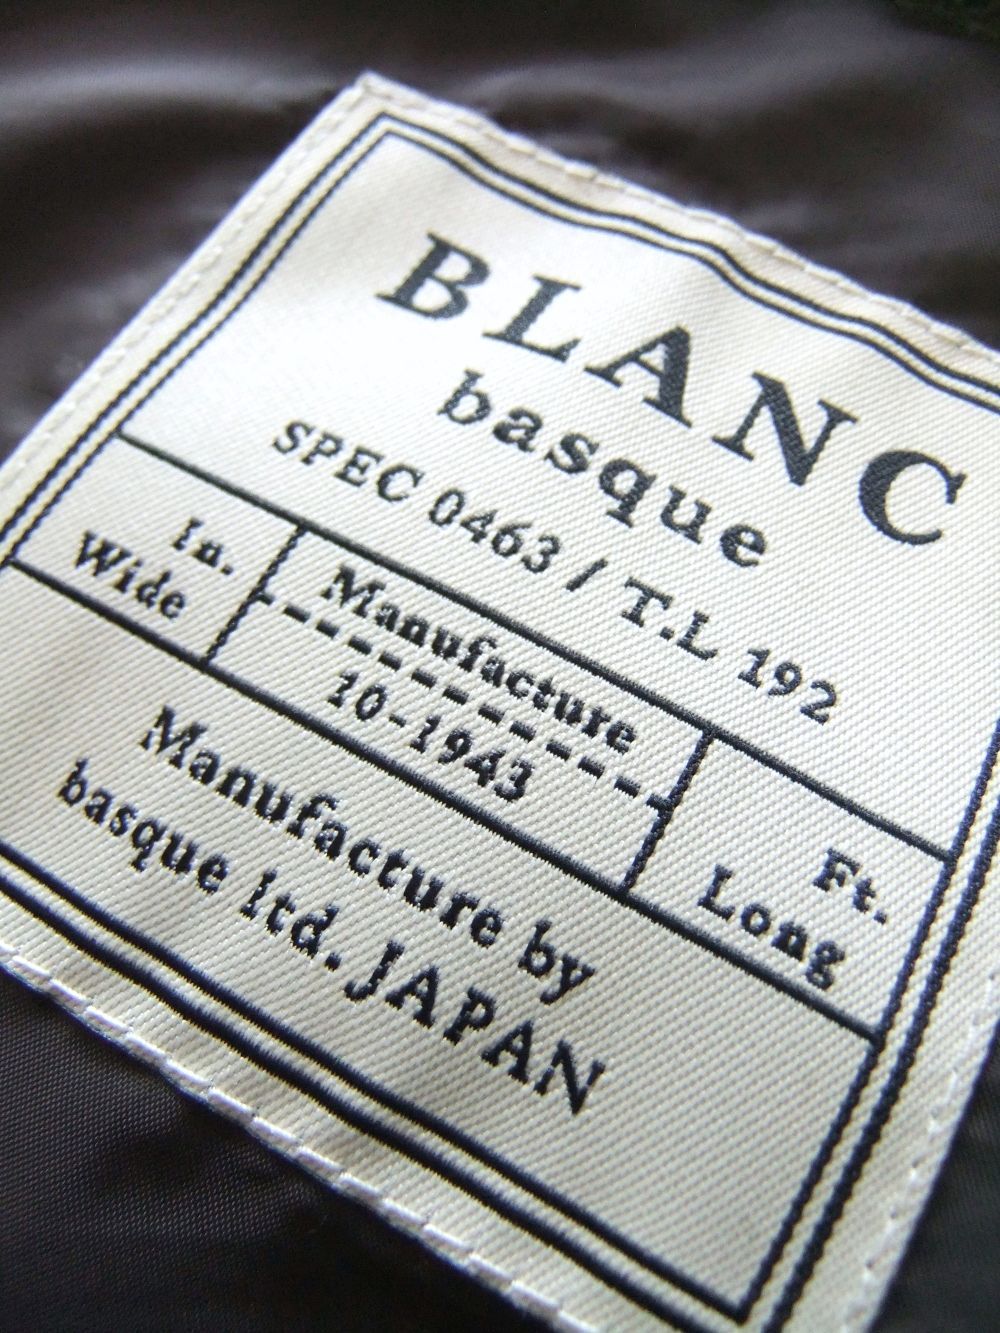 BLANC
basque
SPEC 0463 / T.L 192
In.
Wide
Manufacture
10-1943
Ft.
Long
Manufacture by
basque ltd. JAPAN